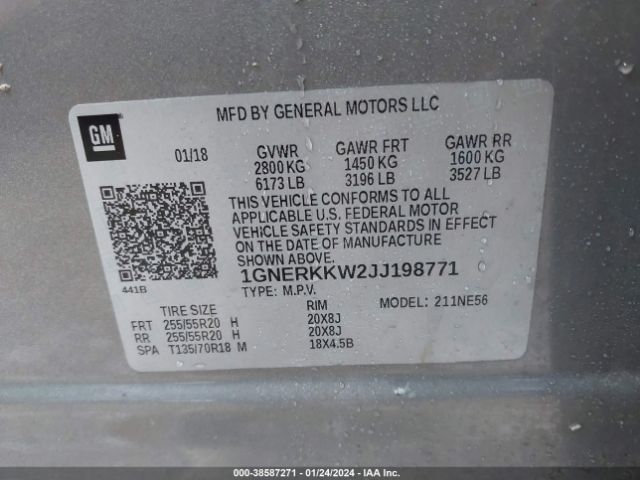 GM
MFD BY GENERAL MOTORS LLC
01/18 GVWR GAWR FRT GAWR RR
2800 KG 1450 KG 1600 KG
6173 LB 3196 LB 3527 LB
THIS VEHICLE CONFORMS TO ALL
APPLICABLE U.S. FEDERAL MOTOR
VEHICLE SAFETY STANDARDS IN EFFECT
ON THE DATE OF MANUFACTURE
SHOWN ABOVE.
1GNERKKW2JJ198771
441B
TYPE: M.P.V. MODEL: 211NE56
TIRE SIZE RIM
FRT 255/55R20 H 20X8J
RR 255/55R20 H 20X8J
SPA T135/70R18 M 18X4.5B
000-38587271 - 01/24/2024 - IAA Inc.